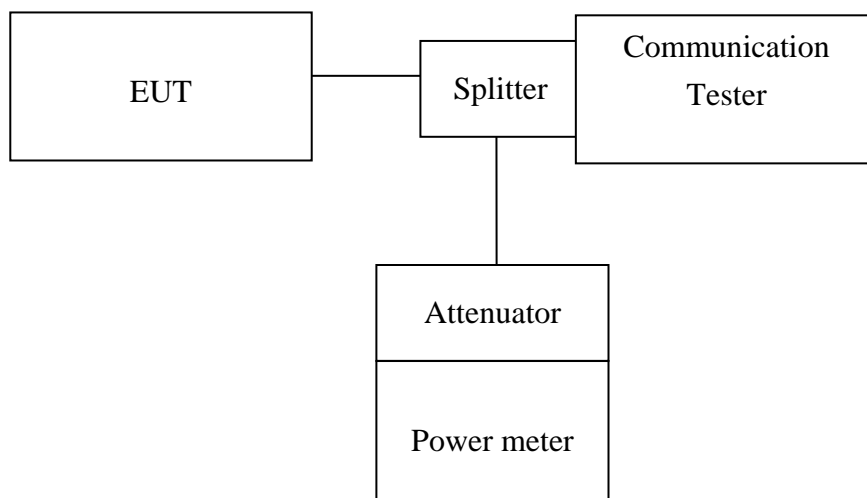 EUT
Splitter
Communication
Tester
Attenuator
Power meter